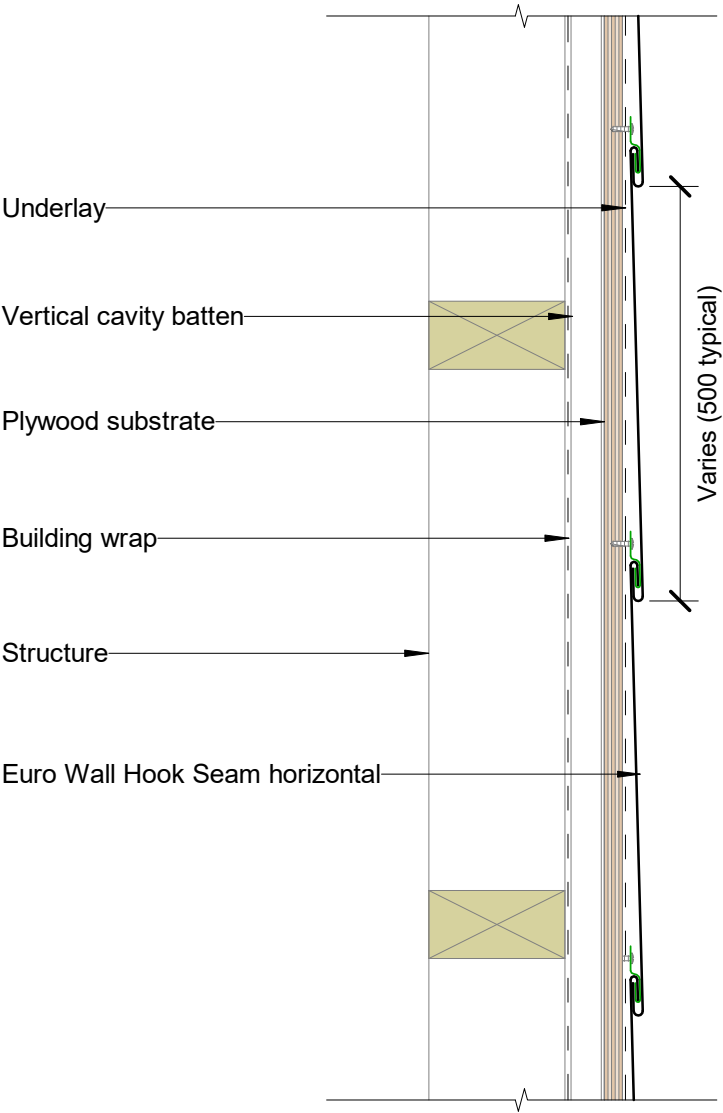 Underlay
Vertical cavity batten
Plywood substrate
Building wrap
Structure
Euro Wall Hook Seam horizontal
Varies (500 typical)